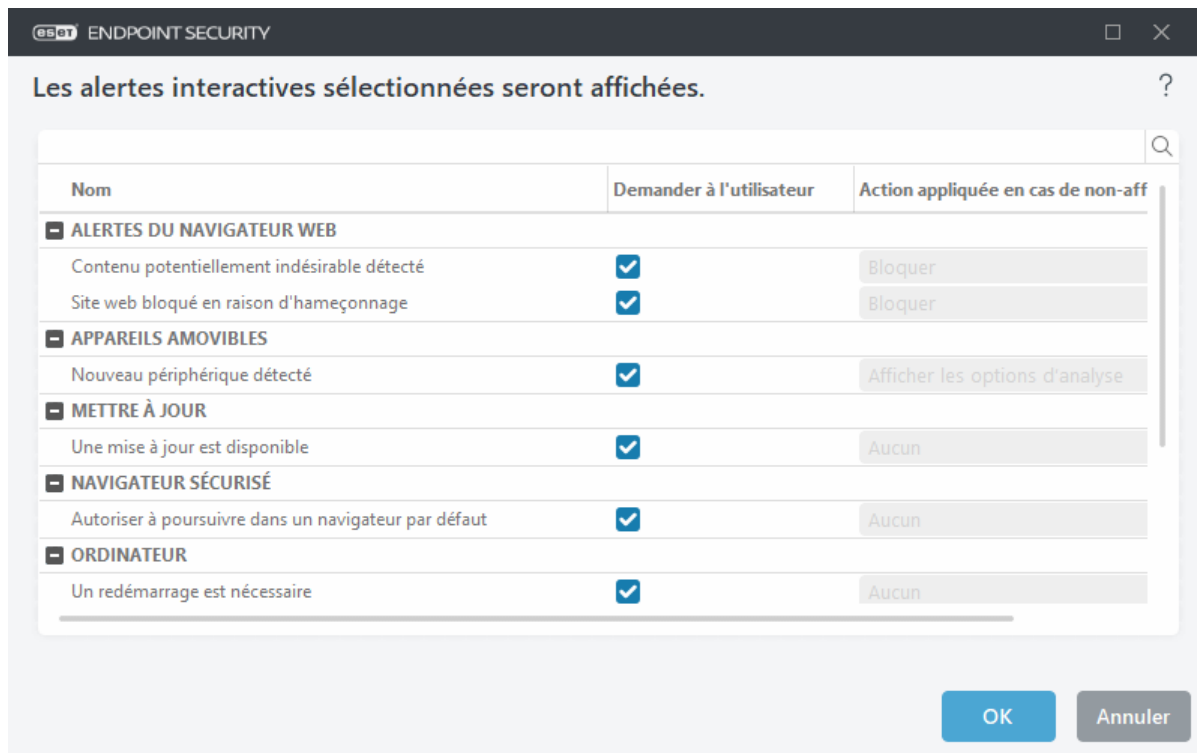 eset ENDPOINT SECURITY
Les alertes interactives sélectionnées seront affichées.
?
Nom Demander à l'utilisateur Action appliquée en cas de non-aff
ALERTES DU NAVIGATEUR WEB
Contenu potentiellement indésirable détecté Bloquer
Site web bloqué en raison d'hameçonnage Bloquer
APPAREILS AMOVIBLES
Nouveau périphérique détecté Afficher les options d'analyse
METTRE À JOUR
Une mise à jour est disponible Aucun
NAVIGATEUR SÉCURISÉ
Autoriser à poursuivre dans un navigateur par défaut Aucun
ORDINATEUR
Un redémarrage est nécessaire Aucun
OK Annuler